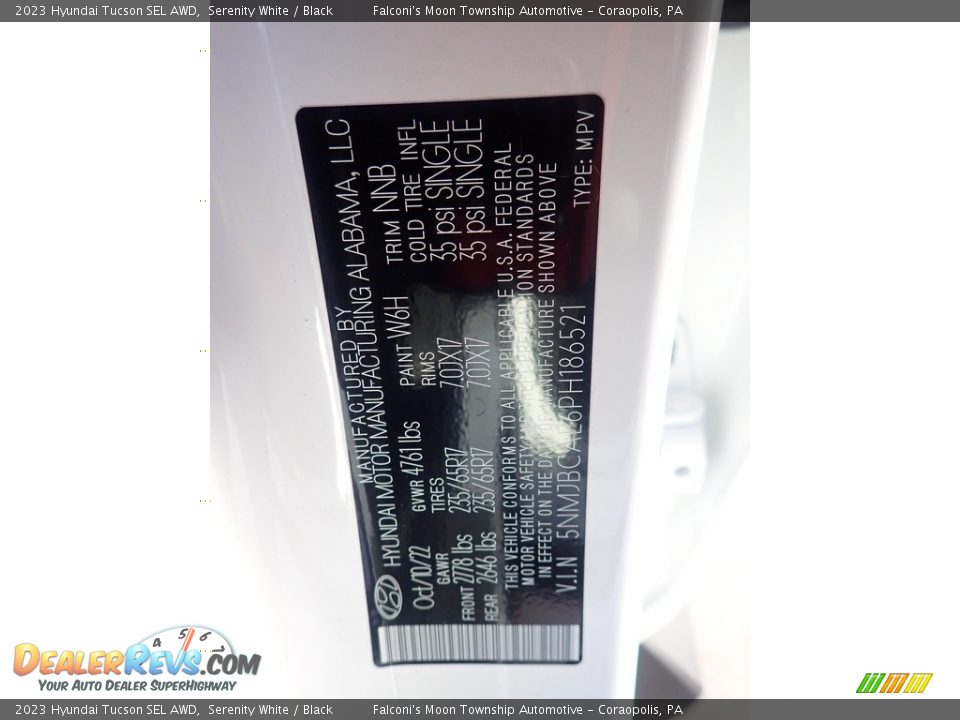 2023 Hyundai Tucson SEL AWD,  Serenity White / Black          Falconi's Moon Township Automotive - Coraopolis, PA
MANUFACTURED BY
HYUNDAI MOTOR MANUFACTURING ALABAMA, LLC
Oct/10/22 GVWR 4761 lbs PAINT W6H TRIM NNB
GAWR TIRES RIMS COLD TIRE INFL
FRONT 2778 lbs 235/65R17 7.0JX17 35 psi SINGLE
REAR 2646 lbs 235/65R17 7.0JX17 35 psi SINGLE
THIS VEHICLE CONFORMS TO ALL APPLICABLE U.S.A. FEDERAL
MOTOR VEHICLE SAFETY STANDARDS
IN EFFECT ON THE MANUFACTURE SHOWN ABOVE
V.I.N TYPE: MPV
4 5 6
DEALERREVS.COM
YOUR AUTO DEALER SUPERHIGHWAY
2023 Hyundai Tucson SEL AWD,  Serenity White / Black          Falconi's Moon Township Automotive - Coraopolis, PA